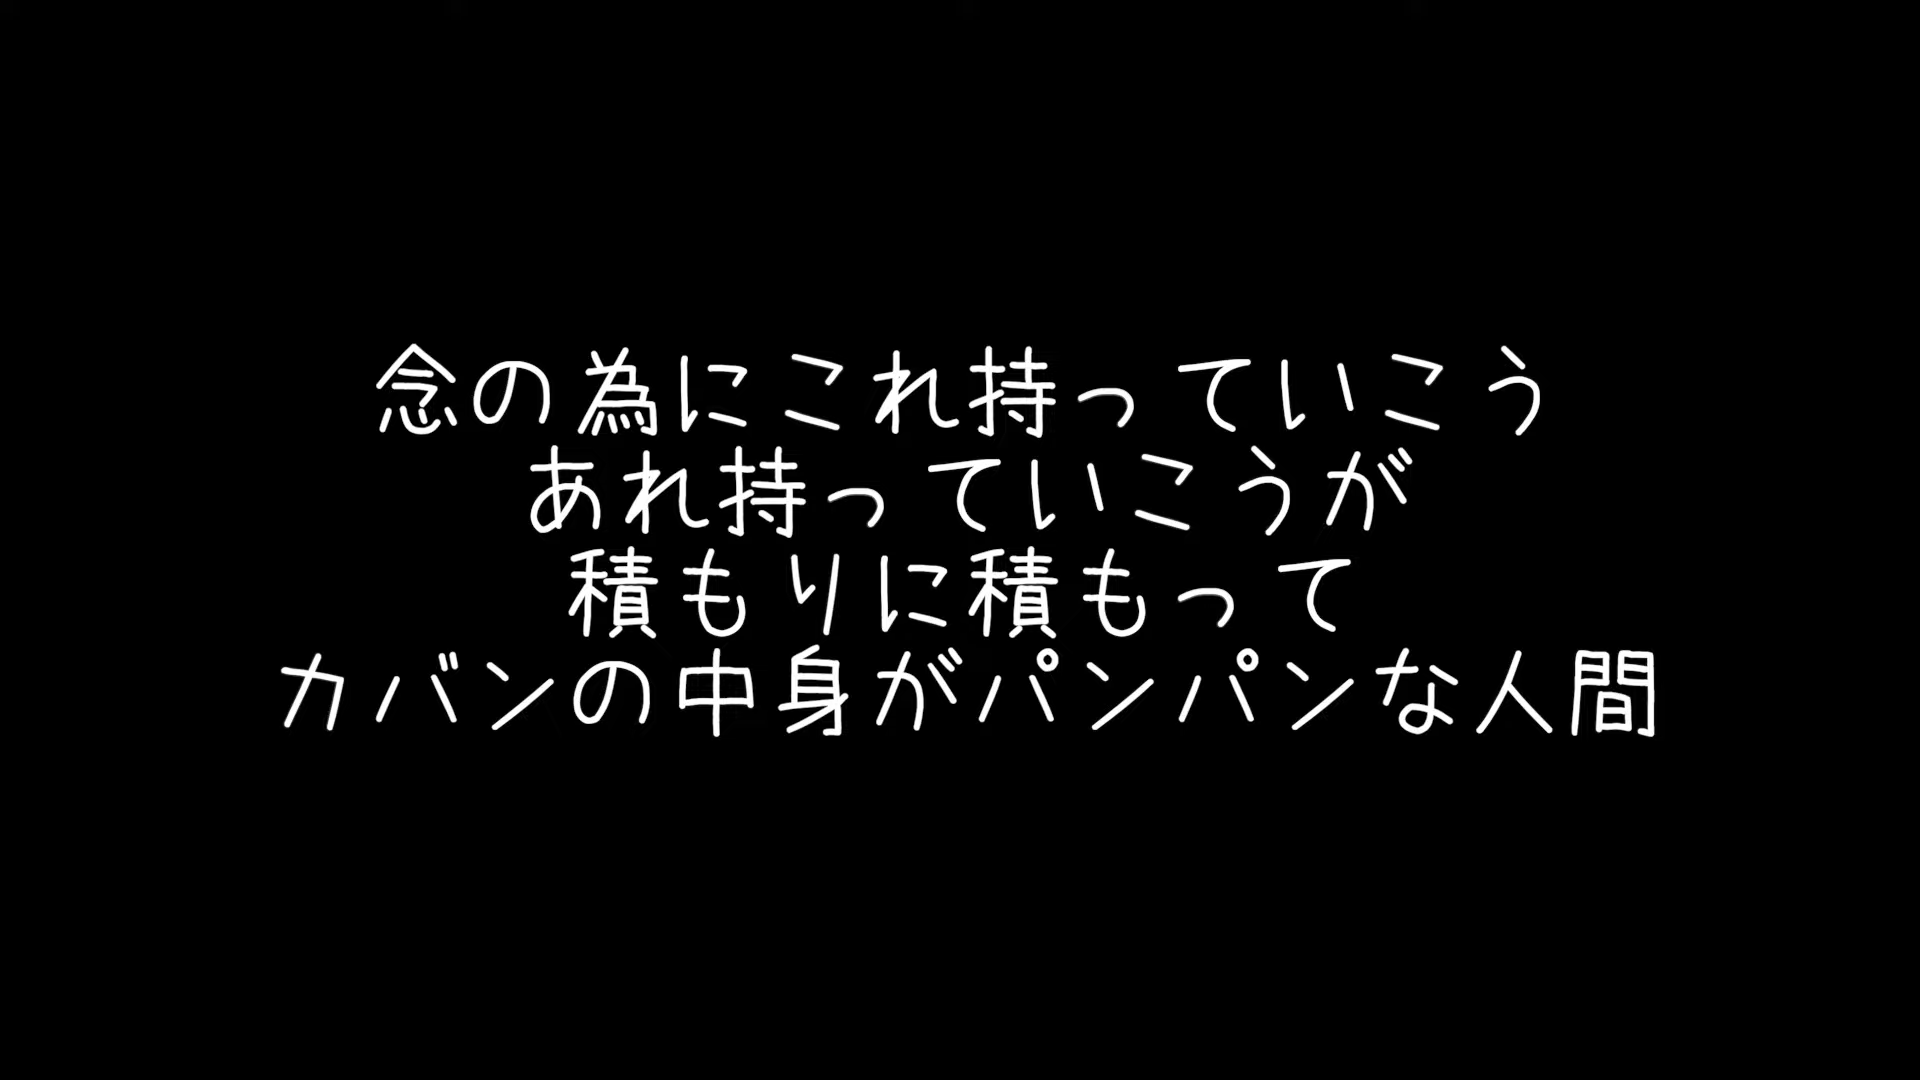 念の為にこれ持っていこう
あれ持っていこうが
積もりに積もって
カバンの中身がパンパンな人間